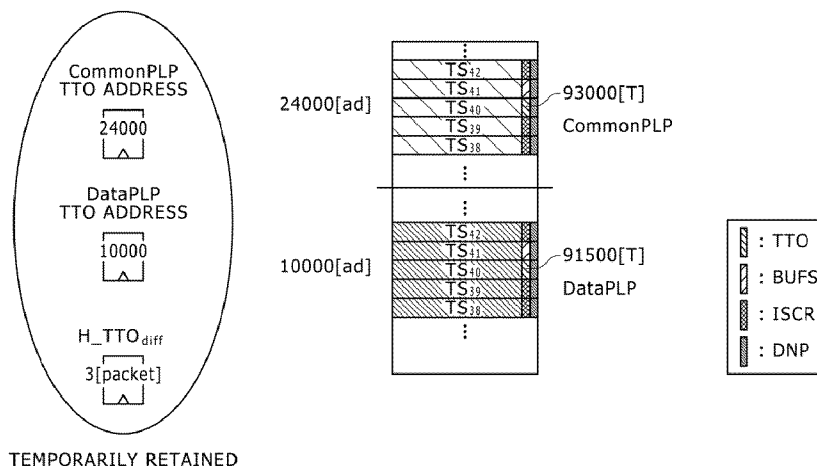 CommonPLP
TTO ADDRESS
24000
DataPLP
TTO ADDRESS
10000
H_TTOdiff
3[packet]
TEMPORARILY RETAINED
24000[ad]
TS42
TS41
TS40
TS39
TS38
93000[T]
CommonPLP
10000[ad]
TS42
TS41
TS40
TS39
TS38
91500[T]
DataPLP
: TTO
: BUFS
: ISCR
: DNP